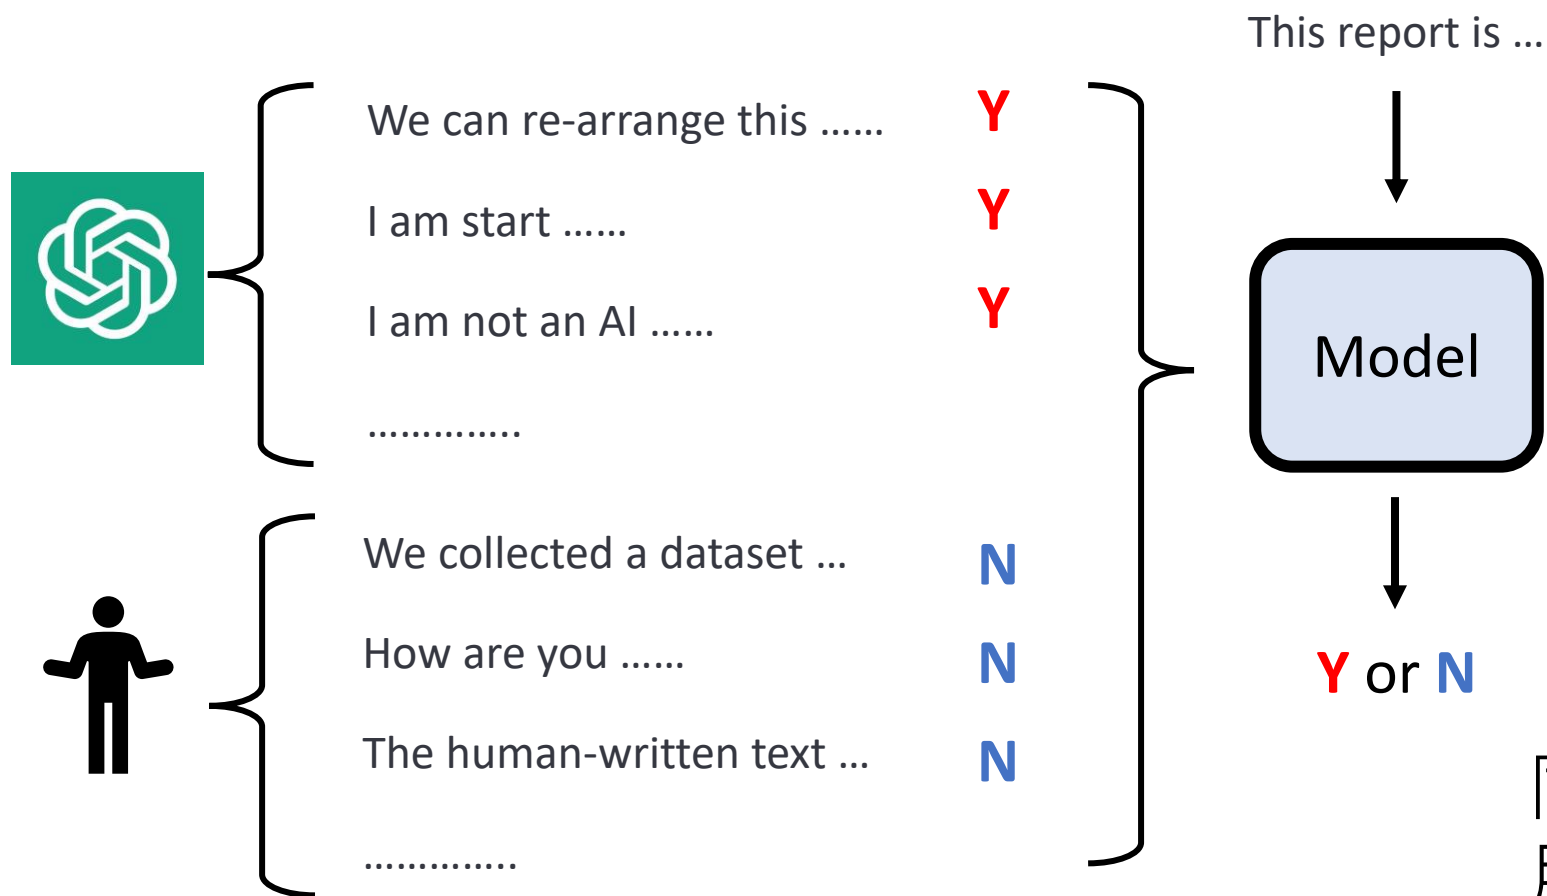 This report is …
We can re-arrange this …… Y
I am start …… Y
I am not an AI …… Y
…………..
Model
We collected a dataset … N
How are you …… N
The human-written text … N
…………..
Y or N